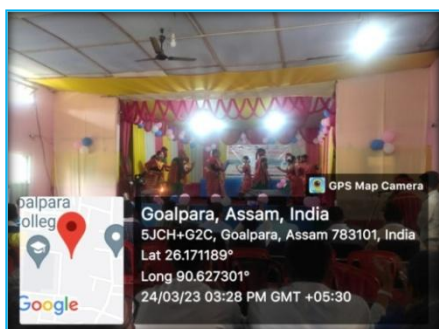 GPS Map Camera
oalpara
olleg
Google
Goalpara, Assam, India
5JCH+G2C, Goalpara, Assam 783101, India
Lat 26.171189°
Long 90.627301°
24/03/23 03:28 PM GMT +05:30